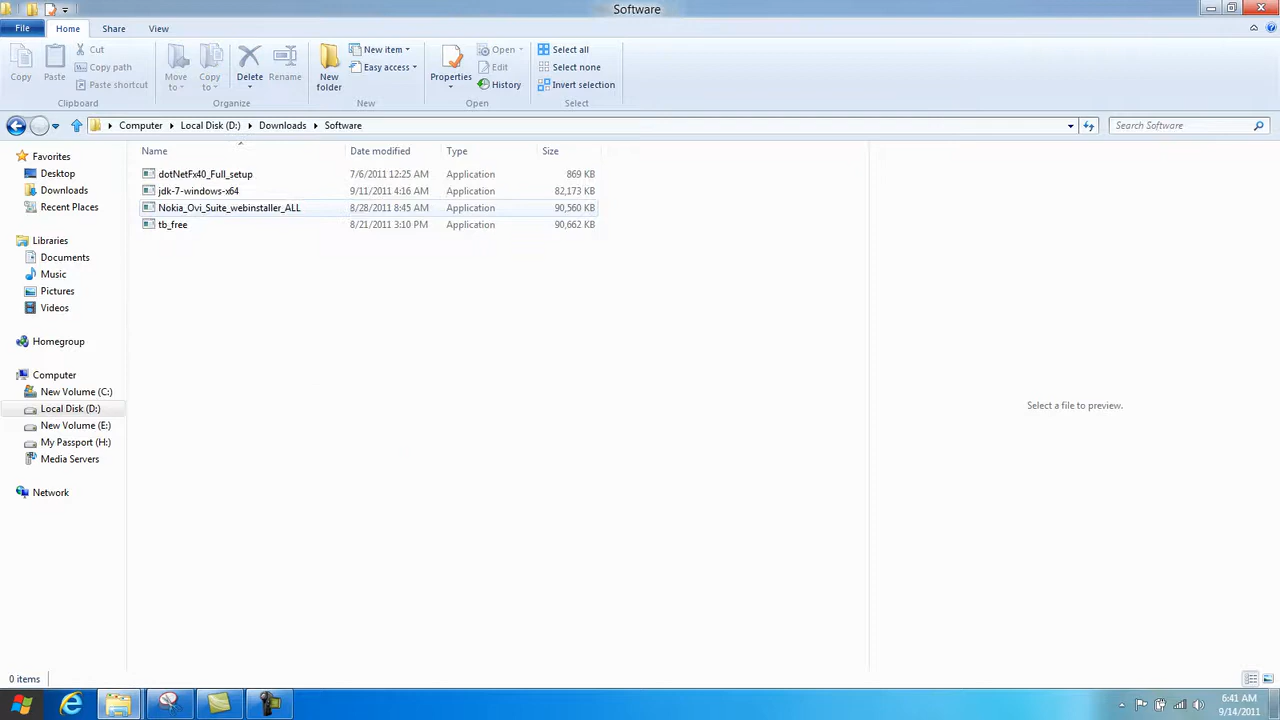 Software
File Home Share View
Copy
Paste
Cut
Copy path
Paste shortcut
Clipboard
Move to
Copy to
Delete
Rename
Organize
New folder
New item
Easy access
New
Properties
Open
Edit
History
Open
Select all
Select none
Invert selection
Select
Computer Local Disk (D:) Downloads Software
Search Software
Favorites
Desktop
Downloads
Recent Places
Libraries
Documents
Music
Pictures
Videos
Homegroup
Computer
New Volume (C:)
Local Disk (D:)
New Volume (E:)
My Passport (H:)
Media Servers
Network
Name Date modified Type Size
dotNetFx40_Full_setup 7/6/2011 12:25 AM Application 869 KB
jdk-7-windows-x64 9/11/2011 4:16 AM Application 82,173 KB
Nokia_Ovi_Suite_webinstaller_ALL 8/28/2011 8:45 AM Application 90,560 KB
tb_free 8/21/2011 3:10 PM Application 90,662 KB
Select a file to preview.
0 items
6:41 AM
9/14/2011